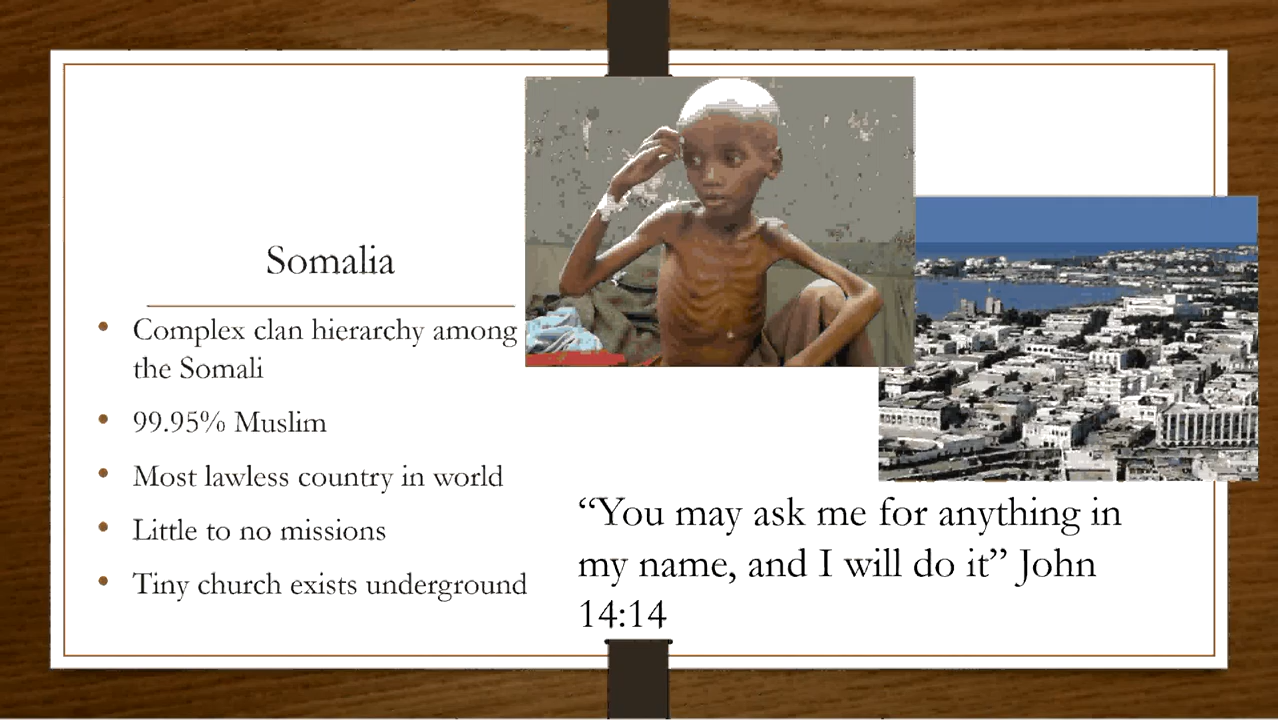 Somalia
• Complex clan hierarchy among
the Somali
• 99.95% Muslim
• Most lawless country in world
• Little to no missions
• Tiny church exists underground
“You may ask me for anything in
my name, and I will do it” John
14:14